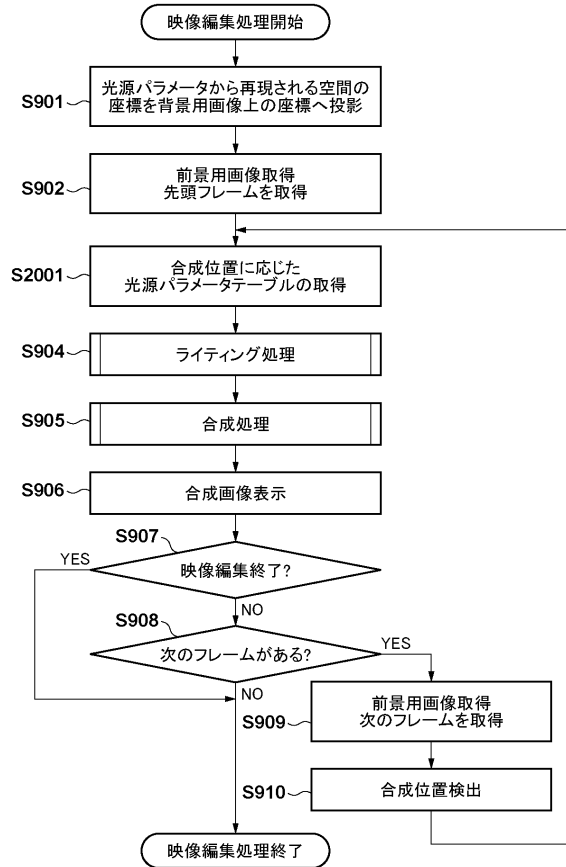 映像編集処理開始
S901
光源パラメータから再現される空間の
座標を背景用画像上の座標へ投影
S902
前景用画像取得
先頭フレームを取得
S2001
合成位置に応じた
光源パラメータテーブルの取得
S904
ライティング処理
S905
合成処理
S906
合成画像表示
S907
YES
映像編集終了?
NO
S908
YES
次のフレームがある?
NO
S909
前景用画像取得
次のフレームを取得
S910
合成位置検出
映像編集処理終了